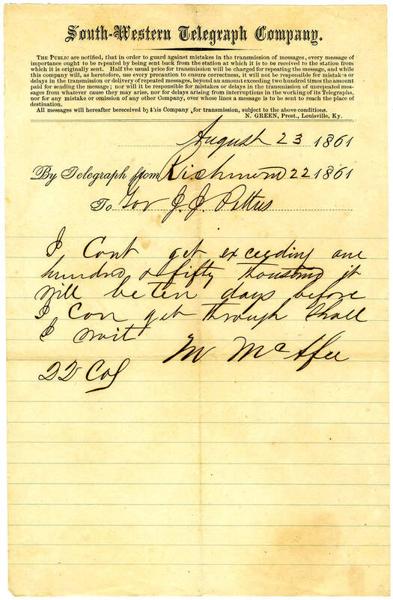 South-Western Telegraph Company.
THE PUBLIC are notified, that in order to guard against mistakes in the transmission of messages, every message of
importance ought to be repeated by being sent back from the station at which it is to be received to the station from
which it is originally sent. Half the usual price for transmission will be charged for repeating the message, and while
this company will, as heretofore, use every precaution to ensure correctness, it will not be responsible for mistakes or
delays in the transmission or delivery of repeated messages, beyond an amount exceeding two hundred times the amount
paid for sending the message; nor will it be responsible for mistakes or delays in the transmission of unrepeated mes-
sages from whatever cause they may arise, nor for delays arising from interruptions in the working of its Telegraphs,
nor for any mistake or omission of any other Company, over whose lines a message is to be sent to reach the place of
destination.
All messages will hereafter be received by this Company for transmission, subject to the above conditions.
N. GREEN, Prest., Louisville, Ky.
August 23 1861
By Telegraph from Richmond 22 1861
To Gov J. J. Pettus
I Cant get exceeding one
hundred & fifty thousand it
will be ten days before
I Can get through Shall
I wait
M McAfee
22 Col